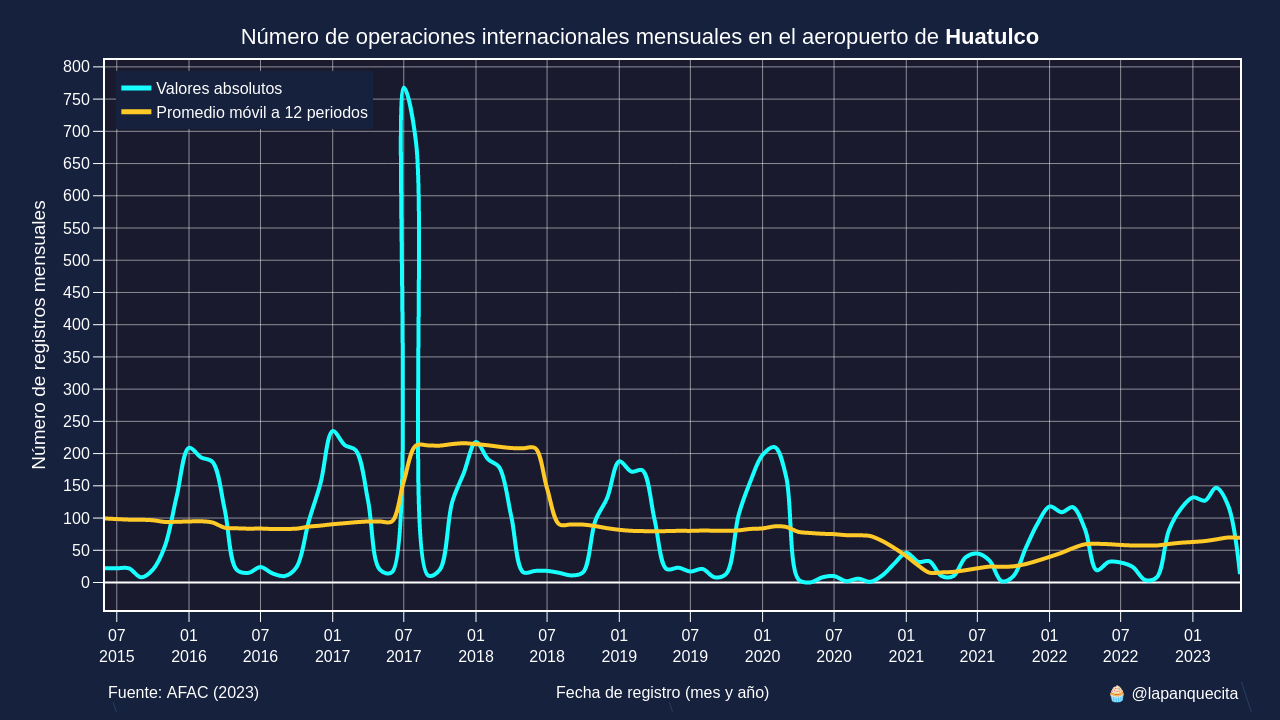 Número de operaciones internacionales mensuales en el aeropuerto de Huatulco
Valores absolutos
Promedio móvil a 12 periodos
Número de registros mensuales
800
750
700
650
600
550
500
450
400
350
300
250
200
150
100
50
0
07 01 07 01 07 01 07 01 07 01 07 01 07 01 07 01
2015 2016 2016 2017 2017 2018 2018 2019 2019 2020 2020 2021 2021 2022 2022 2023
Fuente: AFAC (2023) Fecha de registro (mes y año) 🧁 @lapanquecita